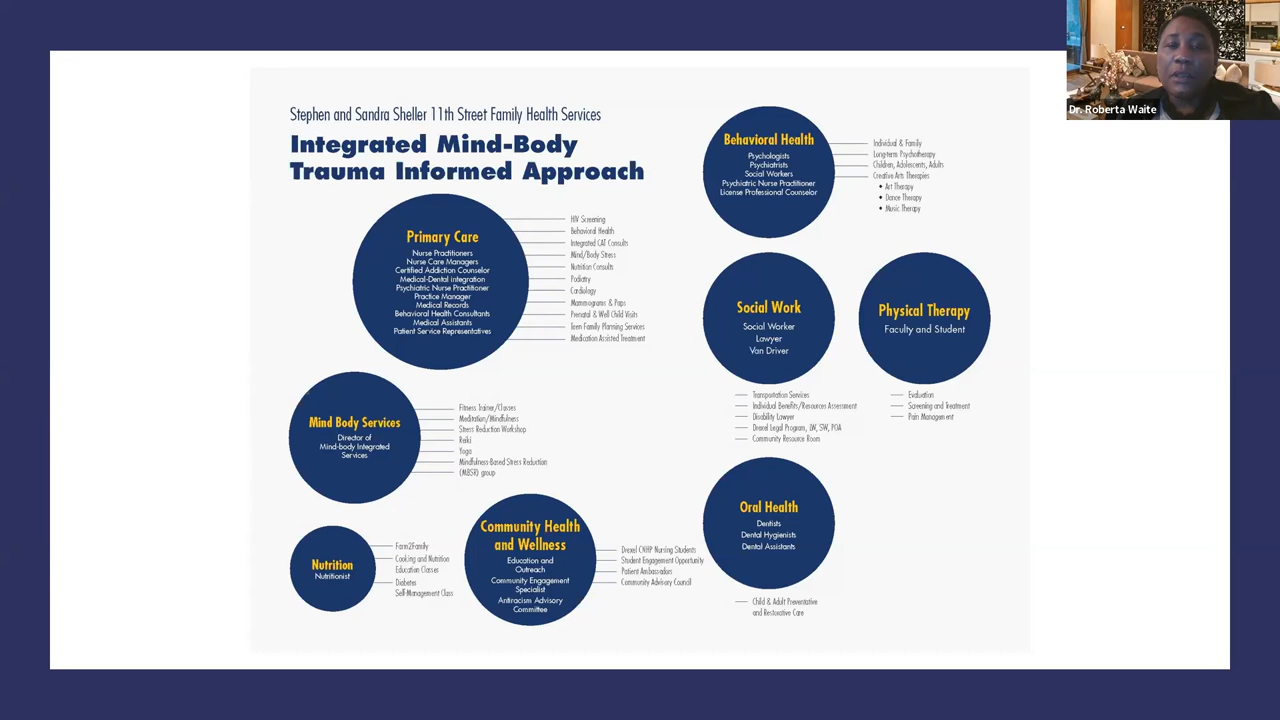 Dr. Roberta Waite
Stephen and Sandra Sheller 11th Street Family Health Services
Integrated Mind-Body
Trauma Informed Approach
Primary Care
Nurse Practitioners
Nurse Care Managers
Certified Addiction Counselor
Medical-Dental integration
Psychiatric Nurse Practitioner
Practice Manager
Medical Records
Behavioral Health Consultants
Medical Assistants
Patient Service Representatives
HIV Screening
Behavioral Health
Integrated CAT Consults
Mind/Body Stress
Nutrition Consults
Podiatry
Cardiology
Mammograms & Paps
Prenatal & Well Child Visits
Teen Family Planning Services
Medication Assisted Treatment
Behavioral Health
Psychologists
Psychiatrists
Social Workers
Psychiatric Nurse Practitioner
License Professional Counselor
Individual & Family
Long-term Psychotherapy
Children, Adolescents, Adults
Creative Arts Therapies
• Art Therapy
• Dance Therapy
• Music Therapy
Social Work
Social Worker
Lawyer
Van Driver
Transportation Services
Individual Benefits/Resources Assessment
Disability Lawyer
Drexel Legal Program, LW, SW, POA
Community Resource Room
Physical Therapy
Faculty and Student
Evaluation
Screening and Treatment
Pain Management
Mind Body Services
Director of
Mind-body Integrated
Services
Fitness Trainer/Classes
Meditation/Mindfulness
Stress Reduction Workshop
Reiki
Yoga
Mindfulness-Based Stress Reduction
(MBSR) group
Nutrition
Nutritionist
Farm2Family
Cooking and Nutrition
Education Classes
Diabetes
Self-Management Class
Community Health
and Wellness
Education and
Outreach
Community Engagement
Specialist
Antiracism Advisory
Committee
Drexel CNHP Nursing Students
Student Engagement Opportunity
Patient Ambassadors
Community Advisory Council
Oral Health
Dentists
Dental Hygienists
Dental Assistants
Child & Adult Preventative
and Restorative Care